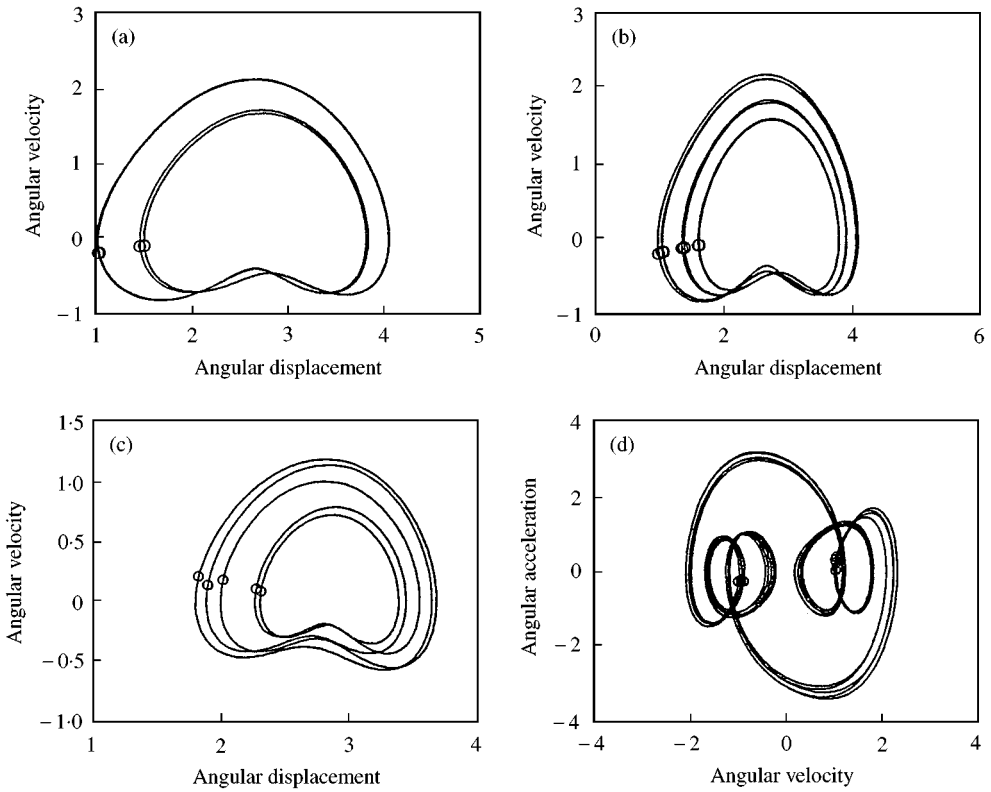 (a)
3
2
1
0
−1
Angular velocity
1 2 3 4 5
Angular displacement
(b)
3
2
1
0
−1
Angular velocity
0 2 4 6
Angular displacement
(c)
1·5
1·0
0·5
0
−0·5
−1·0
Angular velocity
1 2 3 4
Angular displacement
(d)
4
2
0
−2
−4
Angular acceleration
−4 −2 0 2 4
Angular velocity